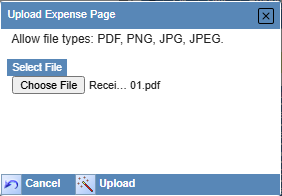 Upload Expense Page
Allow file types: PDF, PNG, JPG, JPEG.
Select File
Choose File Recei... 01.pdf
Cancel Upload